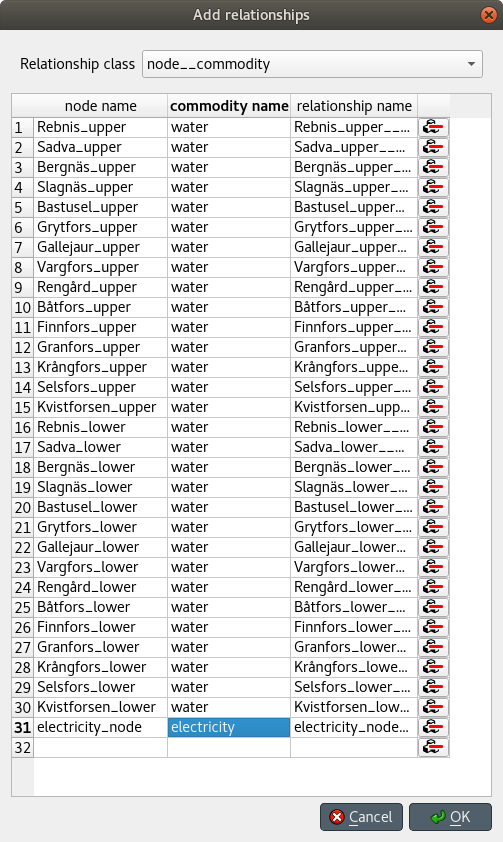 Add relationships
Relationship class node__commodity
node name commodity name relationship name
1 Rebnis_upper water Rebnis_upper__...
2 Sadva_upper water Sadva_upper__...
3 Bergnäs_upper water Bergnäs_upper_...
4 Slagnäs_upper water Slagnäs_upper_...
5 Bastusel_upper water Bastusel_upper...
6 Grytfors_upper water Grytfors_upper_...
7 Gallejaur_upper water Gallejaur_upper...
8 Vargfors_upper water Vargfors_upper...
9 Rengård_upper water Rengård_upper_...
10 Båtfors_upper water Båtfors_upper_...
11 Finnfors_upper water Finnfors_upper_...
12 Granfors_upper water Granfors_upper...
13 Krångfors_upper water Krångfors_uppe...
14 Selsfors_upper water Selsfors_upper_...
15 Kvistforsen_upper water Kvistforsen_upp...
16 Rebnis_lower water Rebnis_lower__...
17 Sadva_lower water Sadva_lower__...
18 Bergnäs_lower water Bergnäs_lower_...
19 Slagnäs_lower water Slagnäs_lower_...
20 Bastusel_lower water Bastusel_lower_...
21 Grytfors_lower water Grytfors_lower_...
22 Gallejaur_lower water Gallejaur_lower...
23 Vargfors_lower water Vargfors_lower...
24 Rengård_lower water Rengård_lower_...
25 Båtfors_lower water Båtfors_lower_...
26 Finnfors_lower water Finnfors_lower_...
27 Granfors_lower water Granfors_lower...
28 Krångfors_lower water Krångfors_lowe...
29 Selsfors_lower water Selsfors_lower_...
30 Kvistforsen_lower water Kvistforsen_low...
31 electricity_node electricity electricity_node...
32
Cancel OK